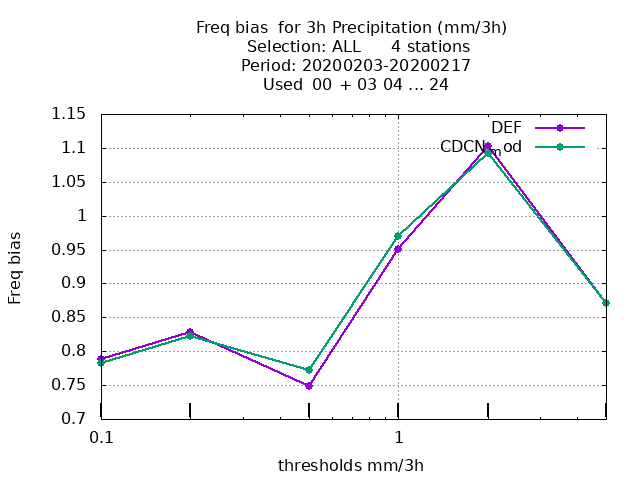 Freq bias  for 3h Precipitation (mm/3h)
Selection: ALL      4 stations
Period: 20200203-20200217
Used  00 + 03 04 ... 24
1.15
1.1
1.05
1
0.95
0.9
0.85
0.8
0.75
0.7
Freq bias
DEF
CDCNmod
0.1
1
thresholds mm/3h